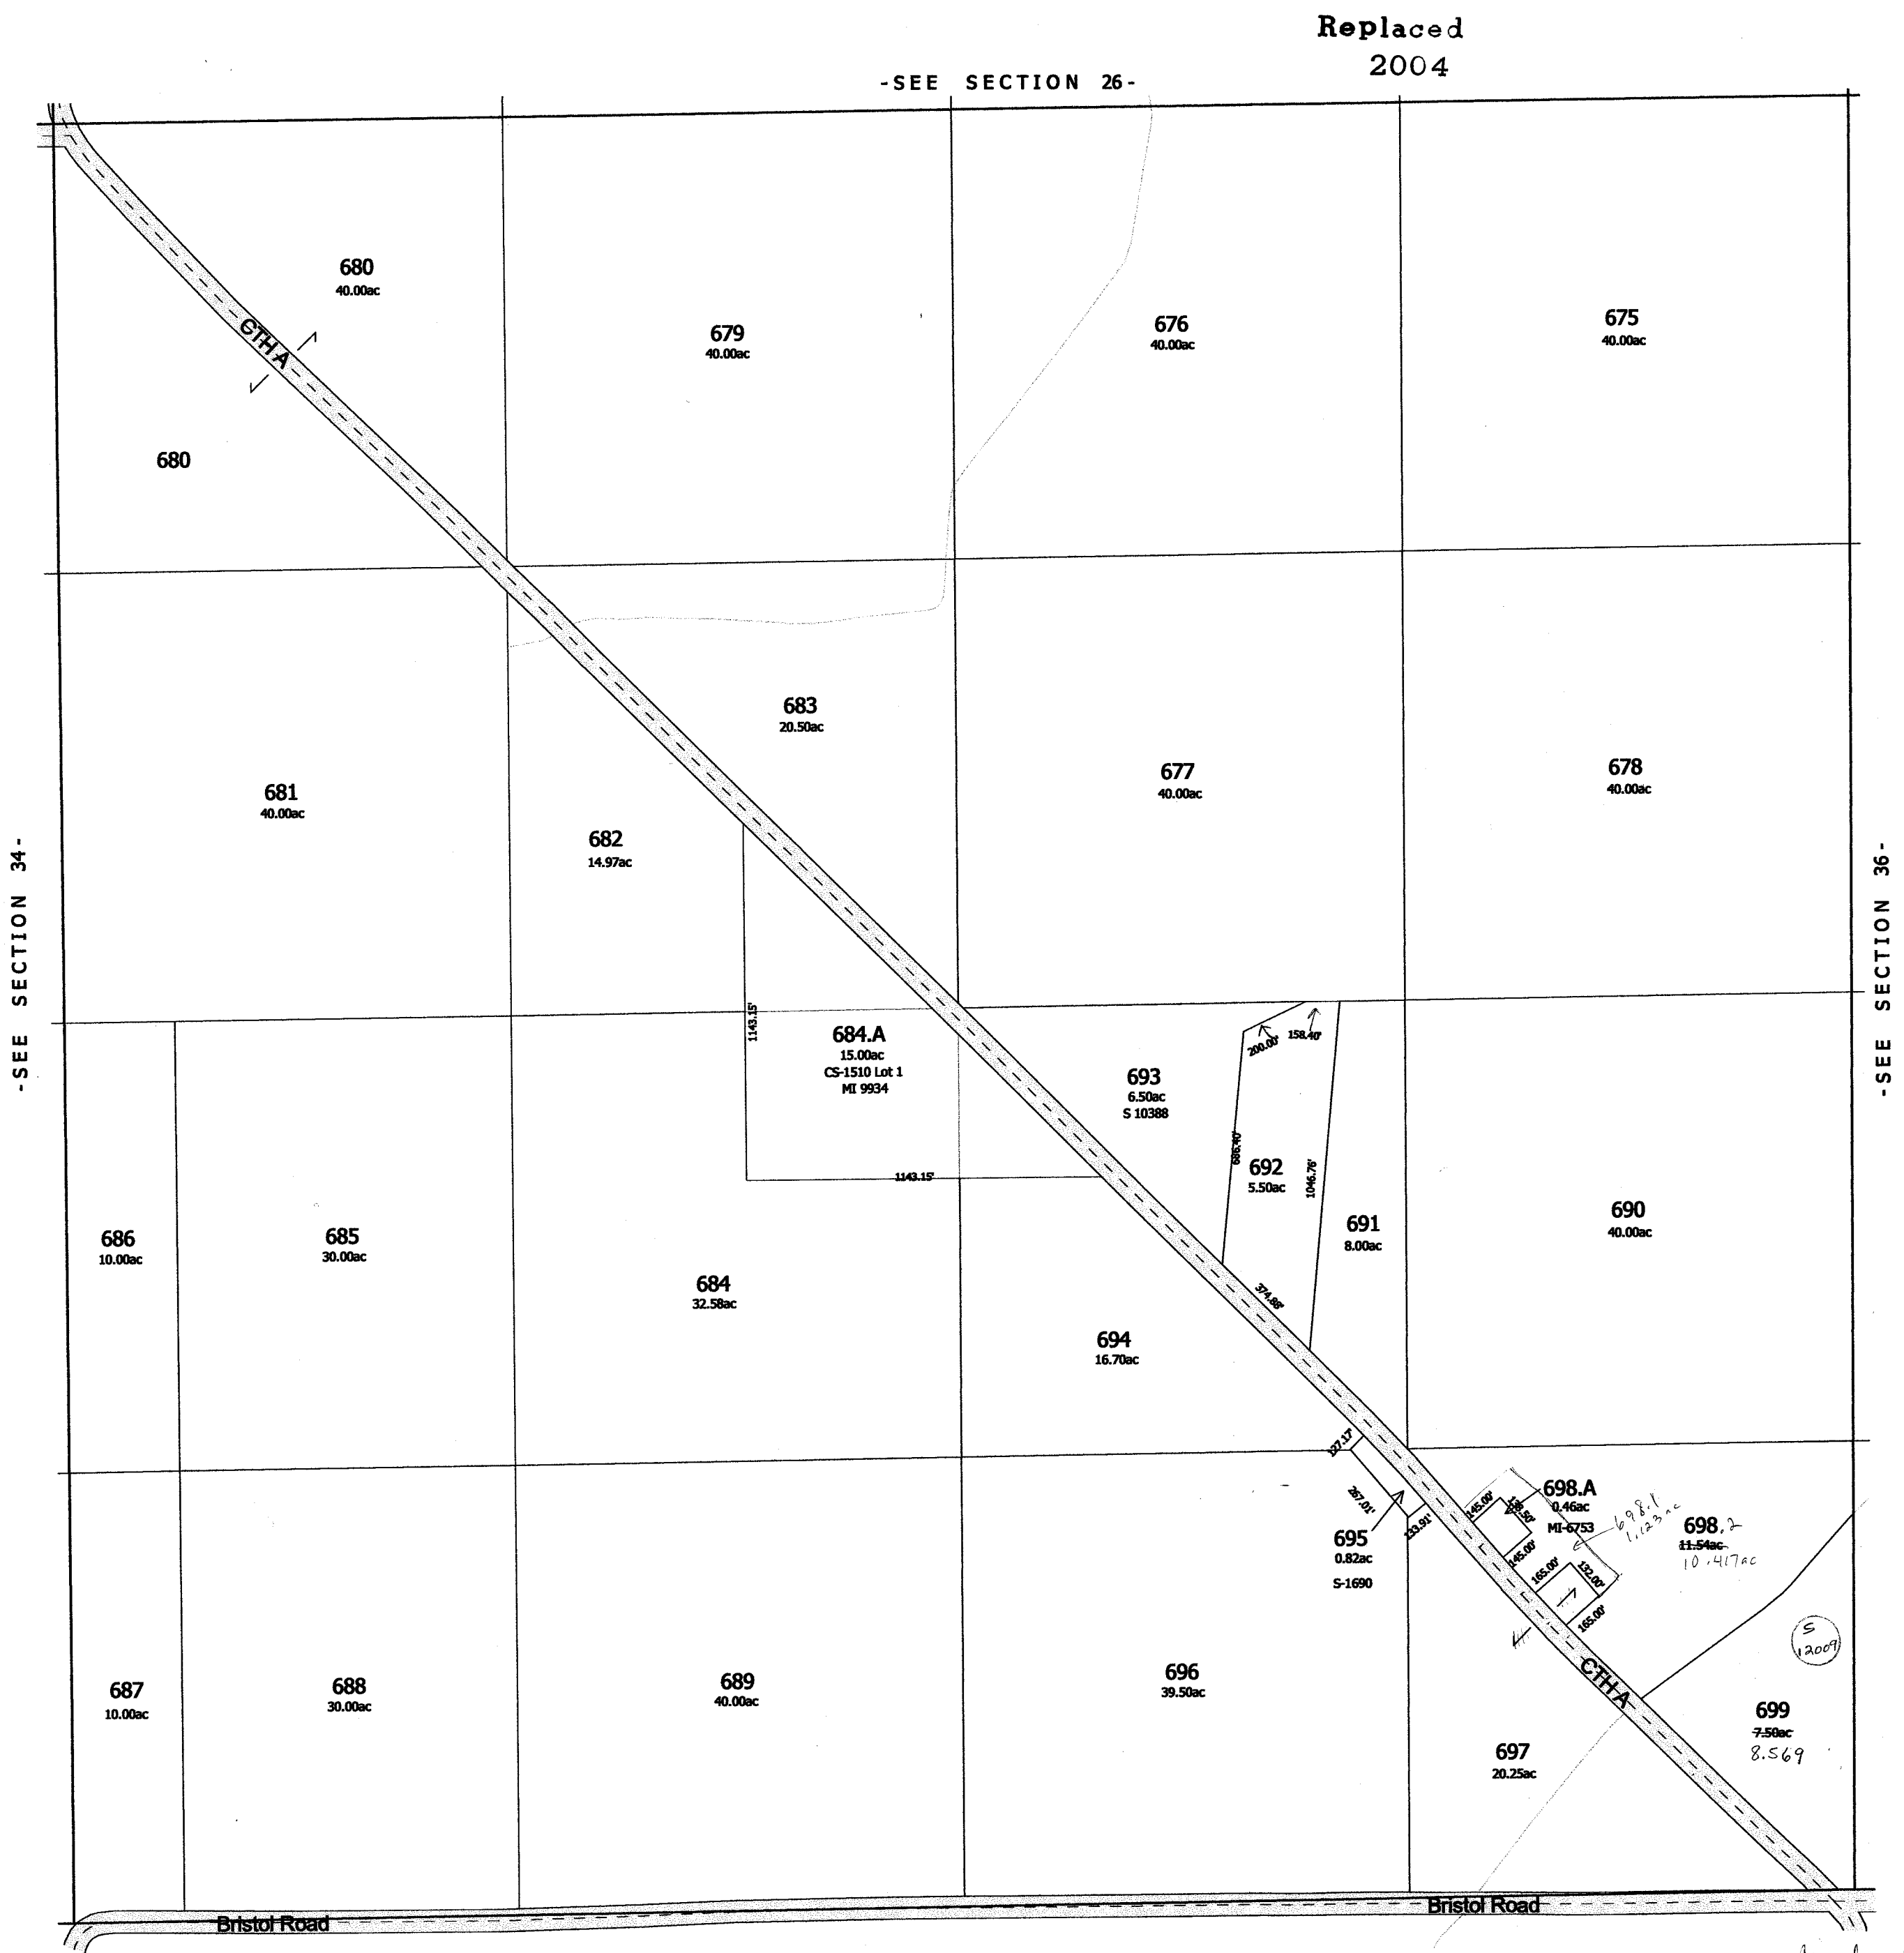 Replaced
2004
-SEE SECTION 26-
680
40.00ac
CTH A
679
40.00ac
676
40.00ac
675
40.00ac
680
683
20.50ac
681
40.00ac
682
14.97ac
677
40.00ac
678
40.00ac
-SEE SECTION 34-
-SEE SECTION 36-
1143.15'
684.A
15.00ac
CS-1510 Lot 1
MI 9934
1143.15'
200.00'
158.40'
693
6.50ac
S 10388
686.40'
692
5.50ac
1046.76'
691
8.00ac
690
40.00ac
686
10.00ac
685
30.00ac
684
32.58ac
374.88'
694
16.70ac
127.17'
267.01'
133.91'
695
0.82ac
S-1690
145.00'
138.50'
145.00'
698.A
0.46ac
MI-6753
698.1
1.123ac
698.2
11.54ac
10.417ac
165.00'
132.00'
165.00'
S
12009
687
10.00ac
688
30.00ac
689
40.00ac
696
39.50ac
CTH A
699
7.50ac
8.569
697
20.25ac
Bristol Road
Bristol Road